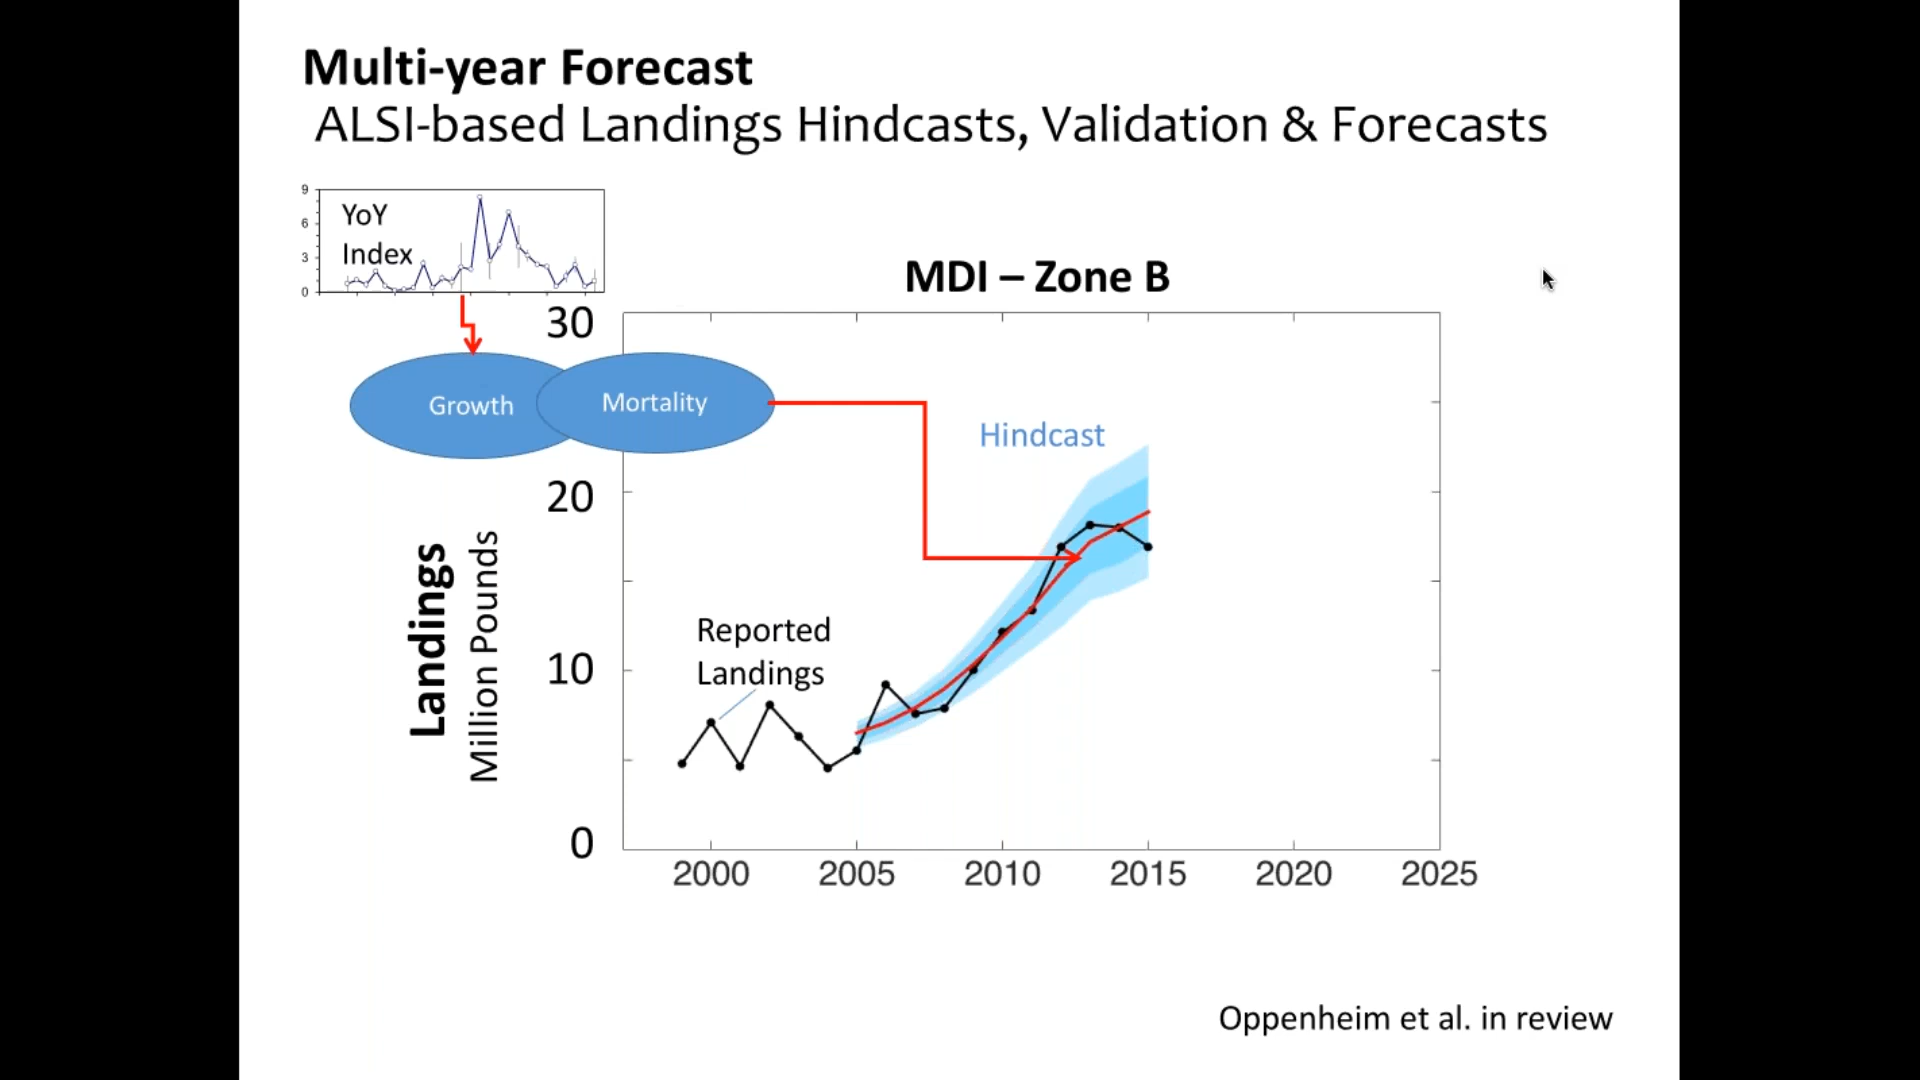 Multi-year Forecast
ALSI-based Landings Hindcasts, Validation & Forecasts
9
6
3
0
YoY
Index
MDI – Zone B
30
20
10
0
Growth
Mortality
Hindcast
Reported
Landings
Landings
Million Pounds
2000 2005 2010 2015 2020 2025
Oppenheim et al. in review